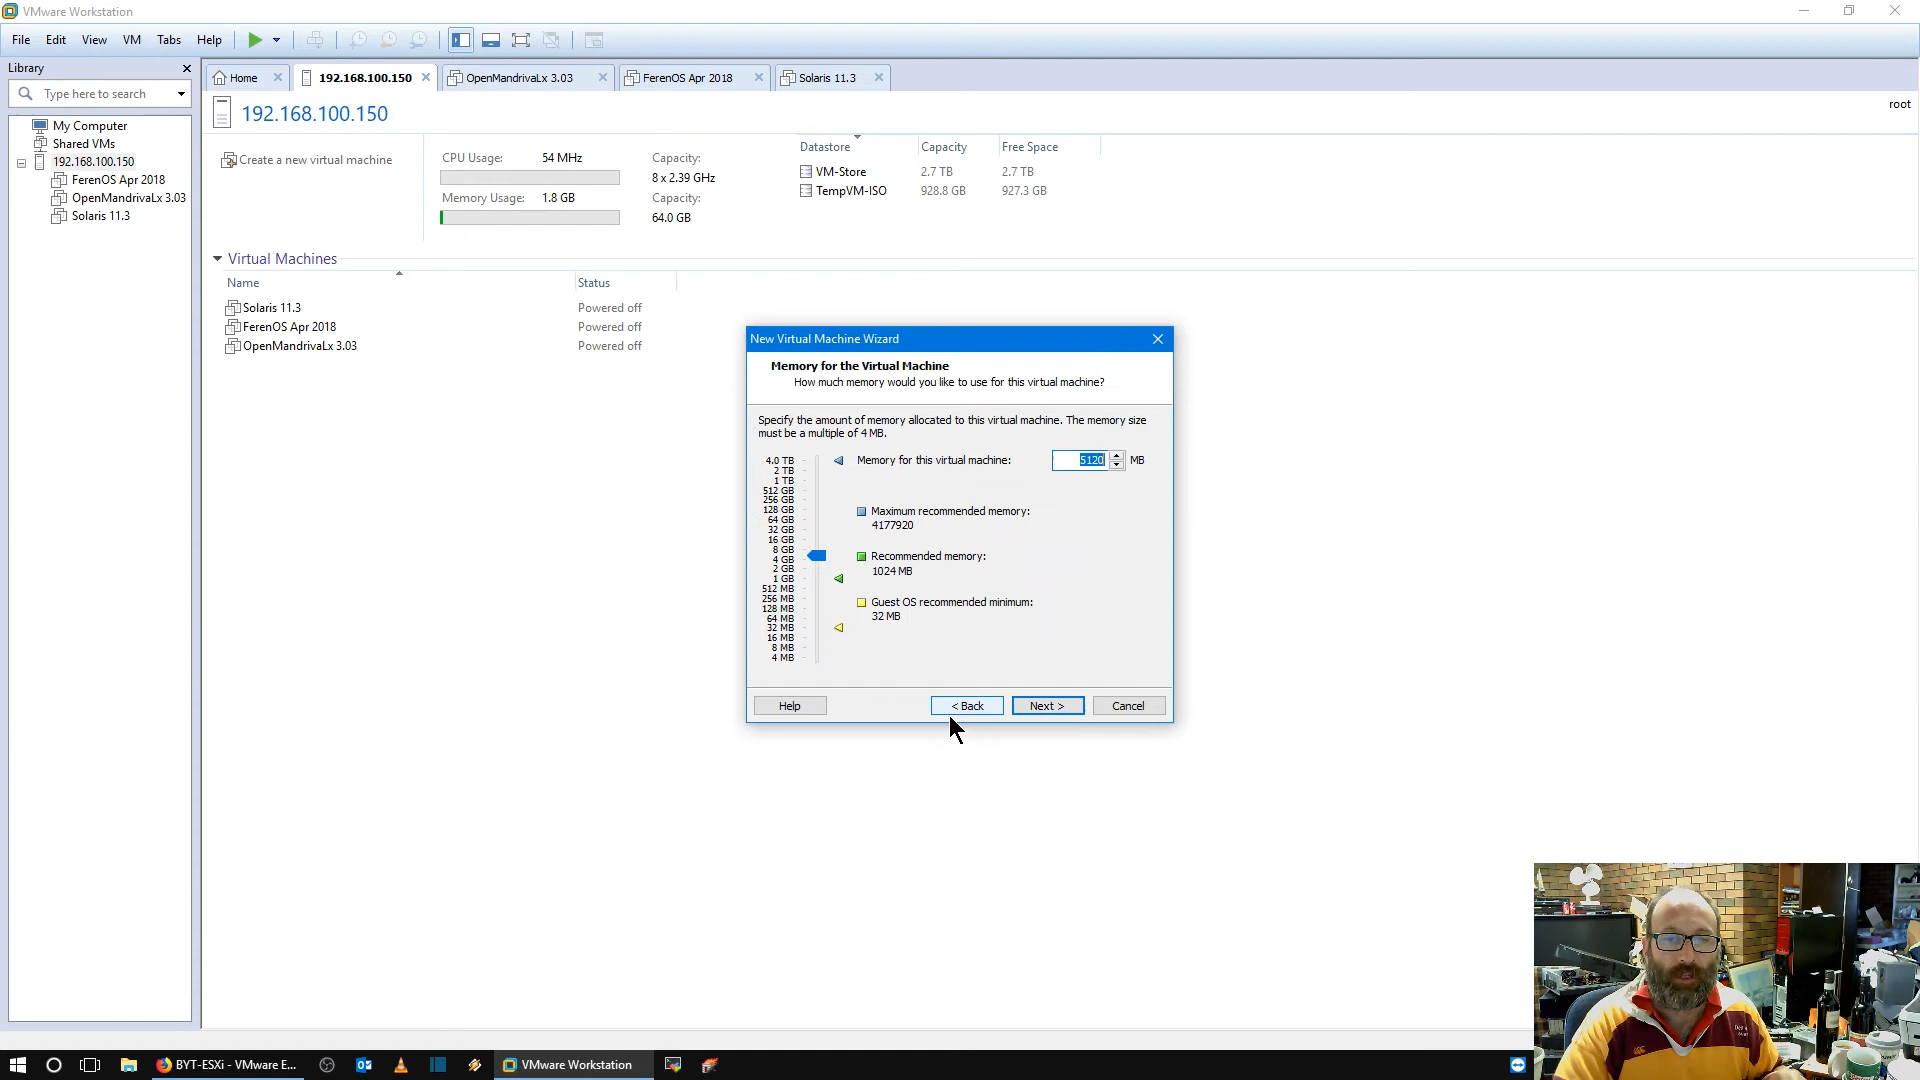 VMware Workstation
File Edit View VM Tabs Help
Library
Type here to search
My Computer
Shared VMs
192.168.100.150
FerenOS Apr 2018
OpenMandrivaLx 3.03
Solaris 11.3
Home 192.168.100.150 OpenMandrivaLx 3.03 FerenOS Apr 2018 Solaris 11.3
192.168.100.150
root
Create a new virtual machine
CPU Usage: 54 MHz Capacity:
8 x 2.39 GHz
Memory Usage: 1.8 GB Capacity:
64.0 GB
Datastore Capacity Free Space
VM-Store 2.7 TB 2.7 TB
TempVM-ISO 928.8 GB 927.3 GB
Virtual Machines
Name Status
Solaris 11.3 Powered off
FerenOS Apr 2018 Powered off
OpenMandrivaLx 3.03 Powered off
New Virtual Machine Wizard
Memory for the Virtual Machine
How much memory would you like to use for this virtual machine?
Specify the amount of memory allocated to this virtual machine. The memory size
must be a multiple of 4 MB.
4.0 TB
2 TB
1 TB
512 GB
256 GB
128 GB
64 GB
32 GB
16 GB
8 GB
4 GB
2 GB
1 GB
512 MB
256 MB
128 MB
64 MB
32 MB
16 MB
8 MB
4 MB
Memory for this virtual machine: 5120 MB
Maximum recommended memory:
4177920
Recommended memory:
1024 MB
Guest OS recommended minimum:
32 MB
Help < Back Next > Cancel
BYT-ESXi - VMware E... VMware Workstation